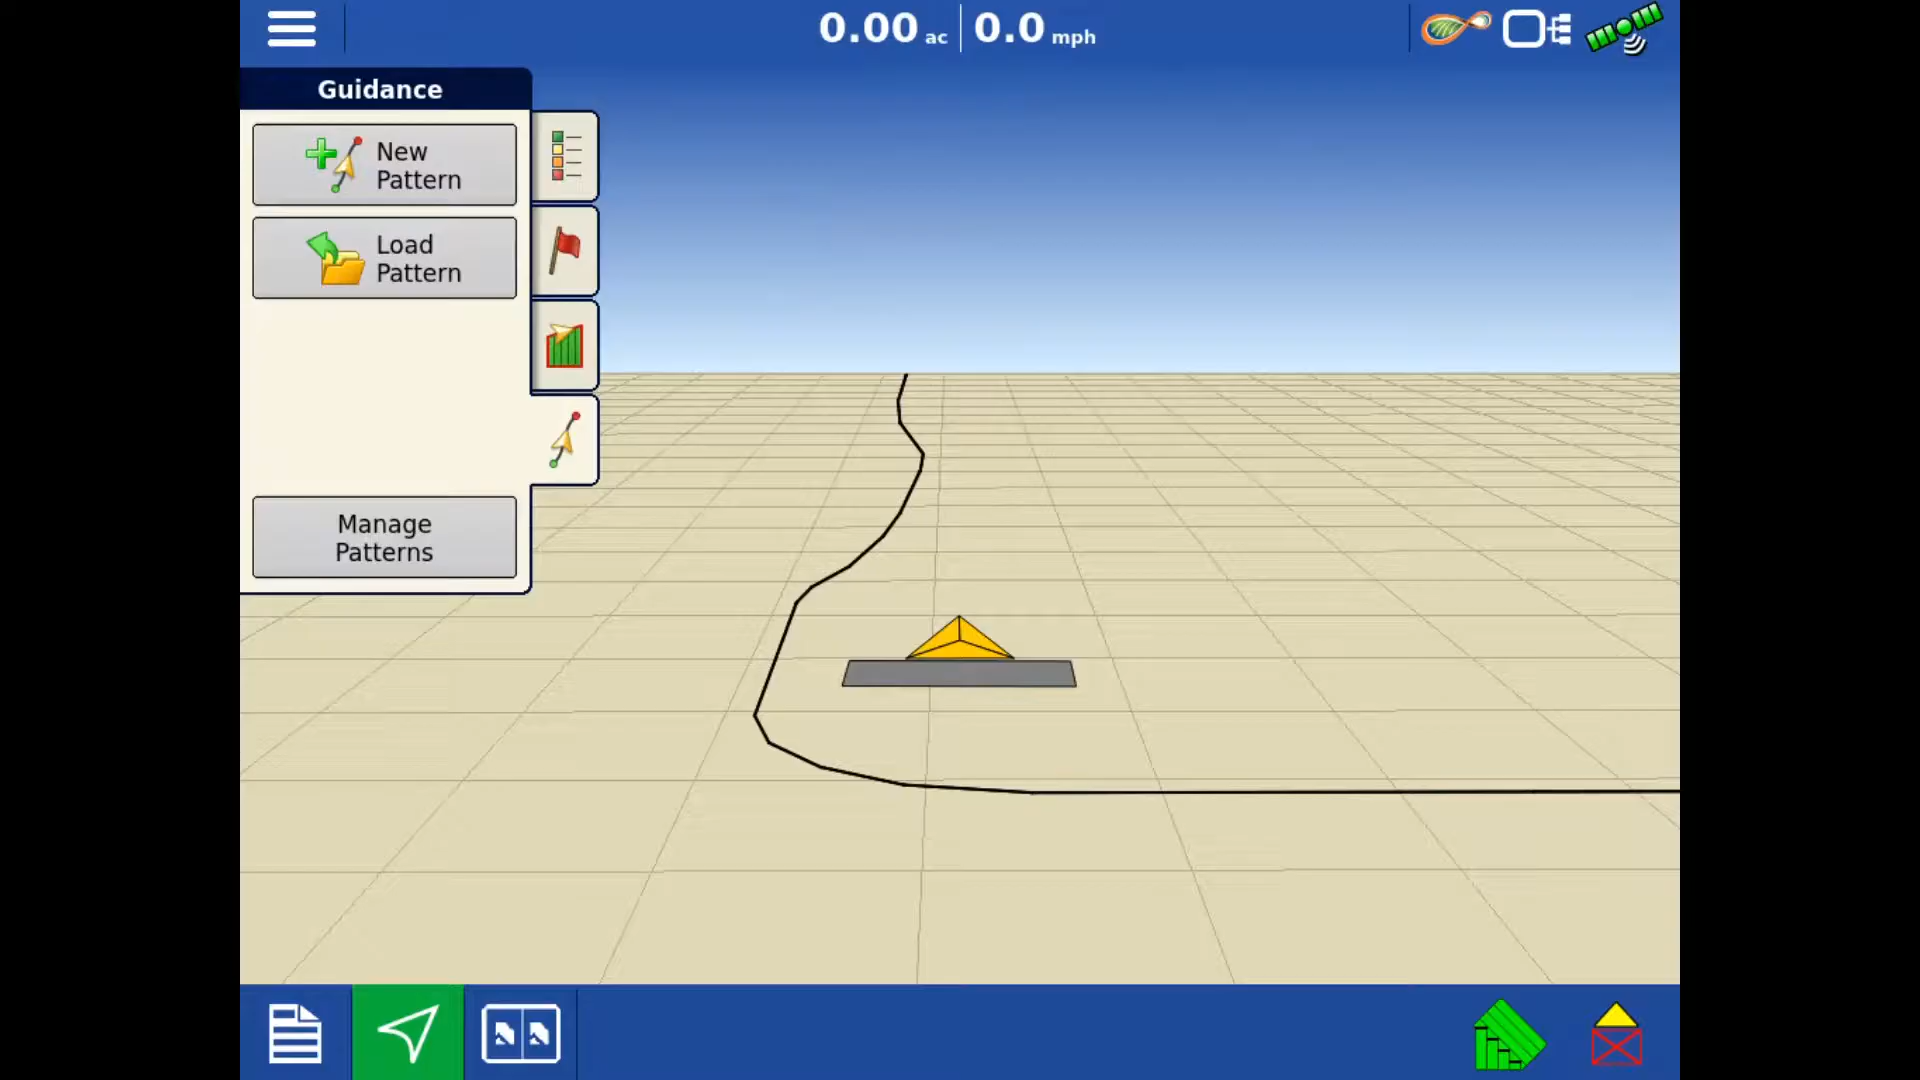 0.00 ac 0.0 mph
Guidance
New
Pattern
Load
Pattern
Manage
Patterns